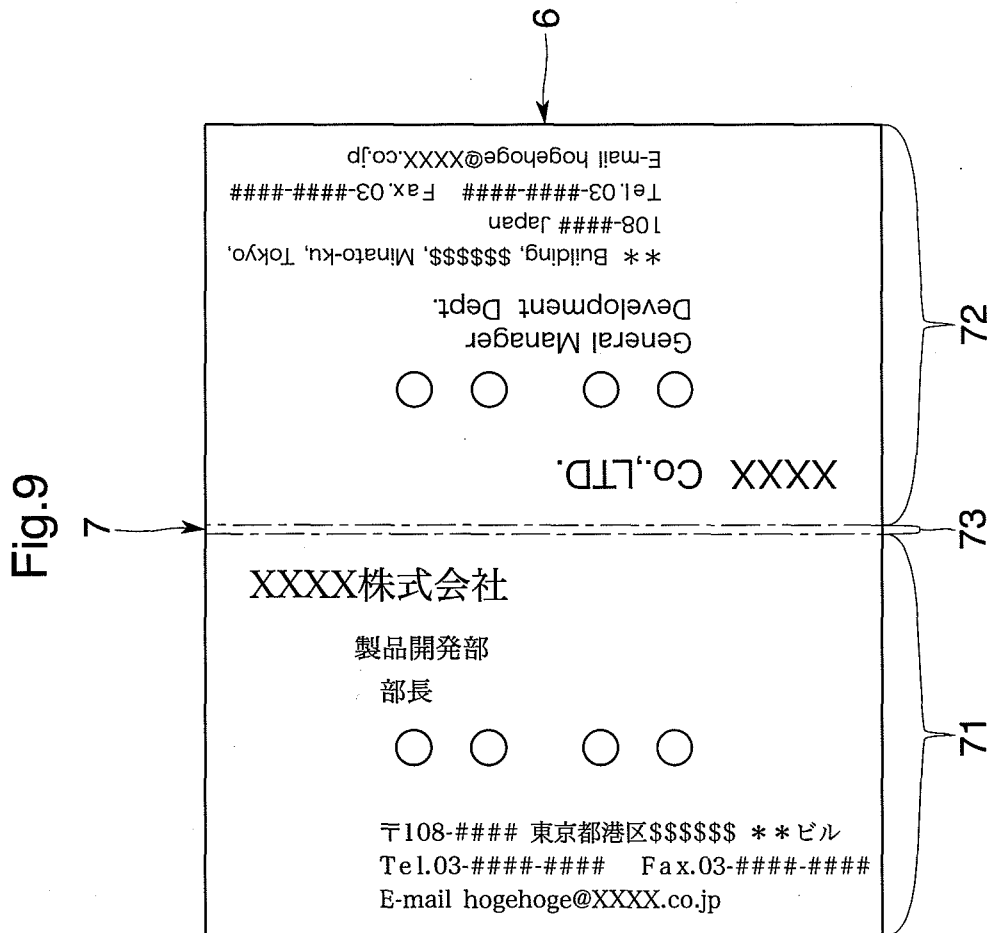 Fig.9
6
7
72
73
71
E-mail hogehoge@XXXX.co.jp
Tel.03-####-#### Fax.03-####-####
108-#### Japan
** Building, $$$$$$, Minato-ku, Tokyo,
Development Dept.
General Manager
○○ ○○
XXXX Co.,LTD.
XXXX株式会社
製品開発部
部長
○○ ○○
〒108-#### 東京都港区$$$$$$ **ビル
Tel.03-####-#### Fax.03-####-####
E-mail hogehoge@XXXX.co.jp